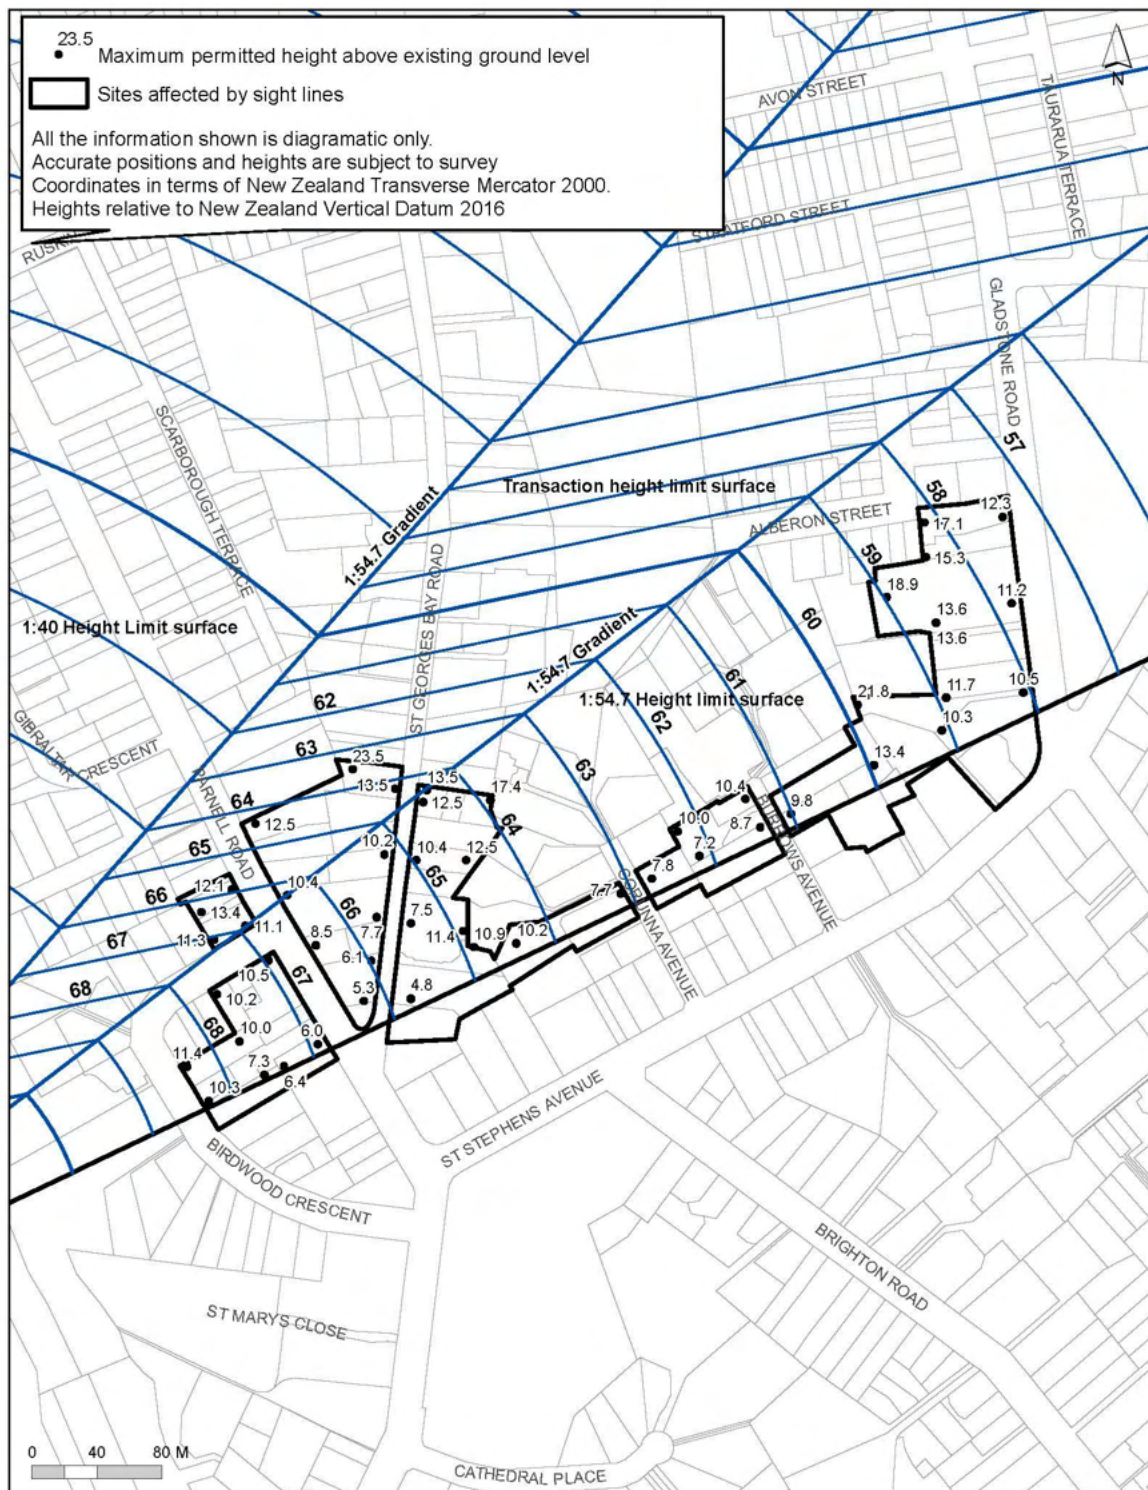 23.5
Maximum permitted height above existing ground level
Sites affected by sight lines
All the information shown is diagramatic only.
Accurate positions and heights are subject to survey
Coordinates in terms of New Zealand Transverse Mercator 2000.
Heights relative to New Zealand Vertical Datum 2016
N
AVON STREET
TAURARUA TERRACE
STRATFORD STREET
GLADSTONE ROAD
SCARBOROUGH TERRACE
57
Transaction height limit surface
58
12.3
17.1
ALBERON STREET
1:54.7 Gradient
ST GEORGES BAY ROAD
59
15.3
18.9
13.6
11.2
13.6
60
1:40 Height Limit surface
1:54.7 Gradient
61
62
1:54.7 Height limit surface
62
21.8
11.7
10.5
10.3
GIBRALTAR CRESCENT
63
63
23.5
13.4
PARNELL ROAD
64
13.5
13.5
17.4
12.5
64
10.4
9.8
12.5
10.0
8.7
BURROWS AVENUE
65
10.2
10.4
12.5
7.2
65
66
12.1
10.4
7.8
7.7
CORUNNA AVENUE
13.4
11.1
66
7.5
67
11.3
8.5
7.7
11.4
10.9
10.2
6.1
10.5
67
68
10.2
5.3
4.8
68
10.0
6.0
11.4
7.3
6.4
10.3
ST STEPHENS AVENUE
BIRDWOOD CRESCENT
BRIGHTON ROAD
ST MARYS CLOSE
0 40 80 M
CATHEDRAL PLACE